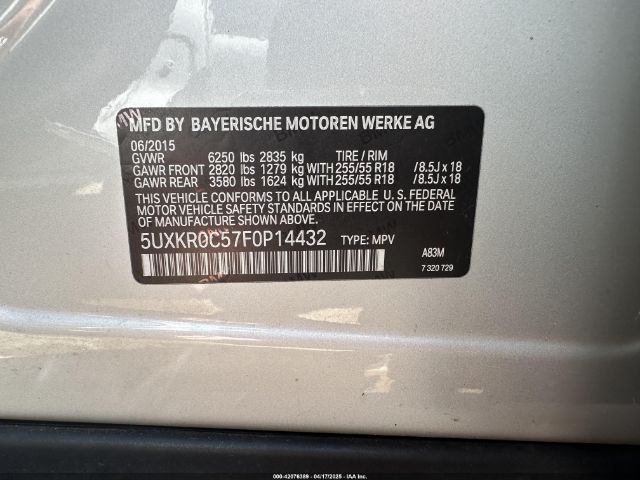 MFD BY BAYERISCHE MOTOREN WERKE AG
06/2015
GVWR 6250 lbs 2835 kg TIRE / RIM
GAWR FRONT 2820 lbs 1279 kg WITH 255/55 R18 /8.5J x 18
GAWR REAR 3580 lbs 1624 kg WITH 255/55 R18 /8.5J x 18
THIS VEHICLE CONFORMS TO ALL APPLICABLE U. S. FEDERAL
MOTOR VEHICLE SAFETY STANDARDS IN EFFECT ON THE DATE OF
MANUFACTURE SHOWN ABOVE.
5UXKR0C57F0P14432 TYPE: MPV
A83M
7 320 729
000-42076389 - 04/17/2025 - IAA, Inc.